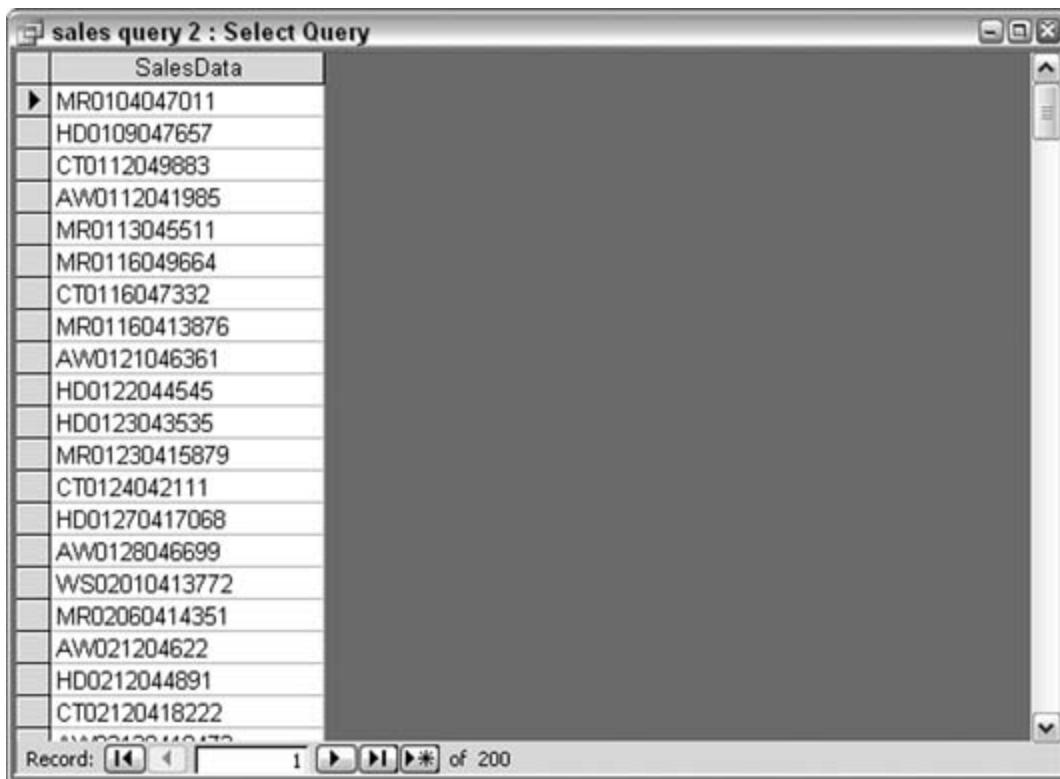 sales query 2 : Select Query
SalesData
MR0104047011
HD0109047657
CT0112049883
AW0112041985
MR0113045511
MR0116049664
CT0116047332
MR01160413876
AW0121046361
HD0122044545
HD0123043535
MR01230415879
CT0124042111
HD01270417068
AW0128046699
WS02010413772
MR02060414351
AW021204622
HD0212044891
CT02120418222
Record: 1 of 200